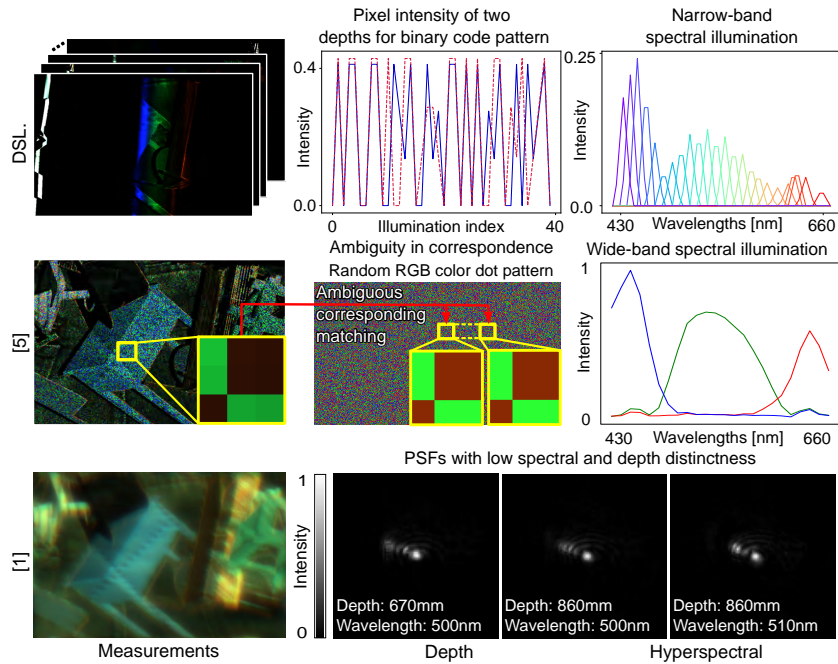 Pixel intensity of two
depths for binary code pattern
Narrow-band
spectral illumination
DSL.
Intensity
0.4
0.0
0
40
Illumination index
Intensity
0.25
0.0
430
660
Wavelengths [nm]
Ambiguity in correspondence
Random RGB color dot pattern
Wide-band spectral illumination
[5]
Ambiguous
corresponding
matching
Intensity
1
0
430
660
Wavelengths [nm]
PSFs with low spectral and depth distinctness
[1]
1
Intensity
0
Depth: 670mm
Wavelength: 500nm
Depth: 860mm
Wavelength: 500nm
Depth: 860mm
Wavelength: 510nm
Measurements
Depth
Hyperspectral